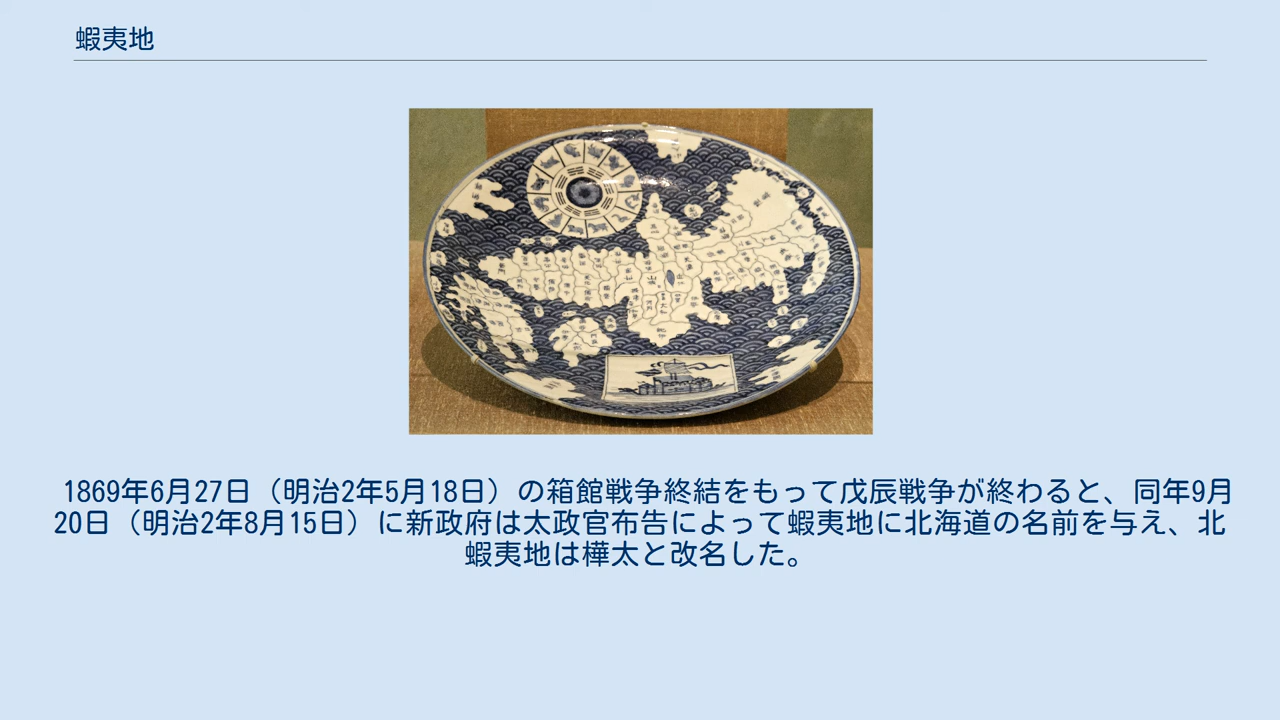 蝦夷地
1869年6月27日（明治2年5月18日）の箱館戦争終結をもって戊辰戦争が終わると、同年9月
20日（明治2年8月15日）に新政府は太政官布告によって蝦夷地に北海道の名前を与え、北
蝦夷地は樺太と改名した。